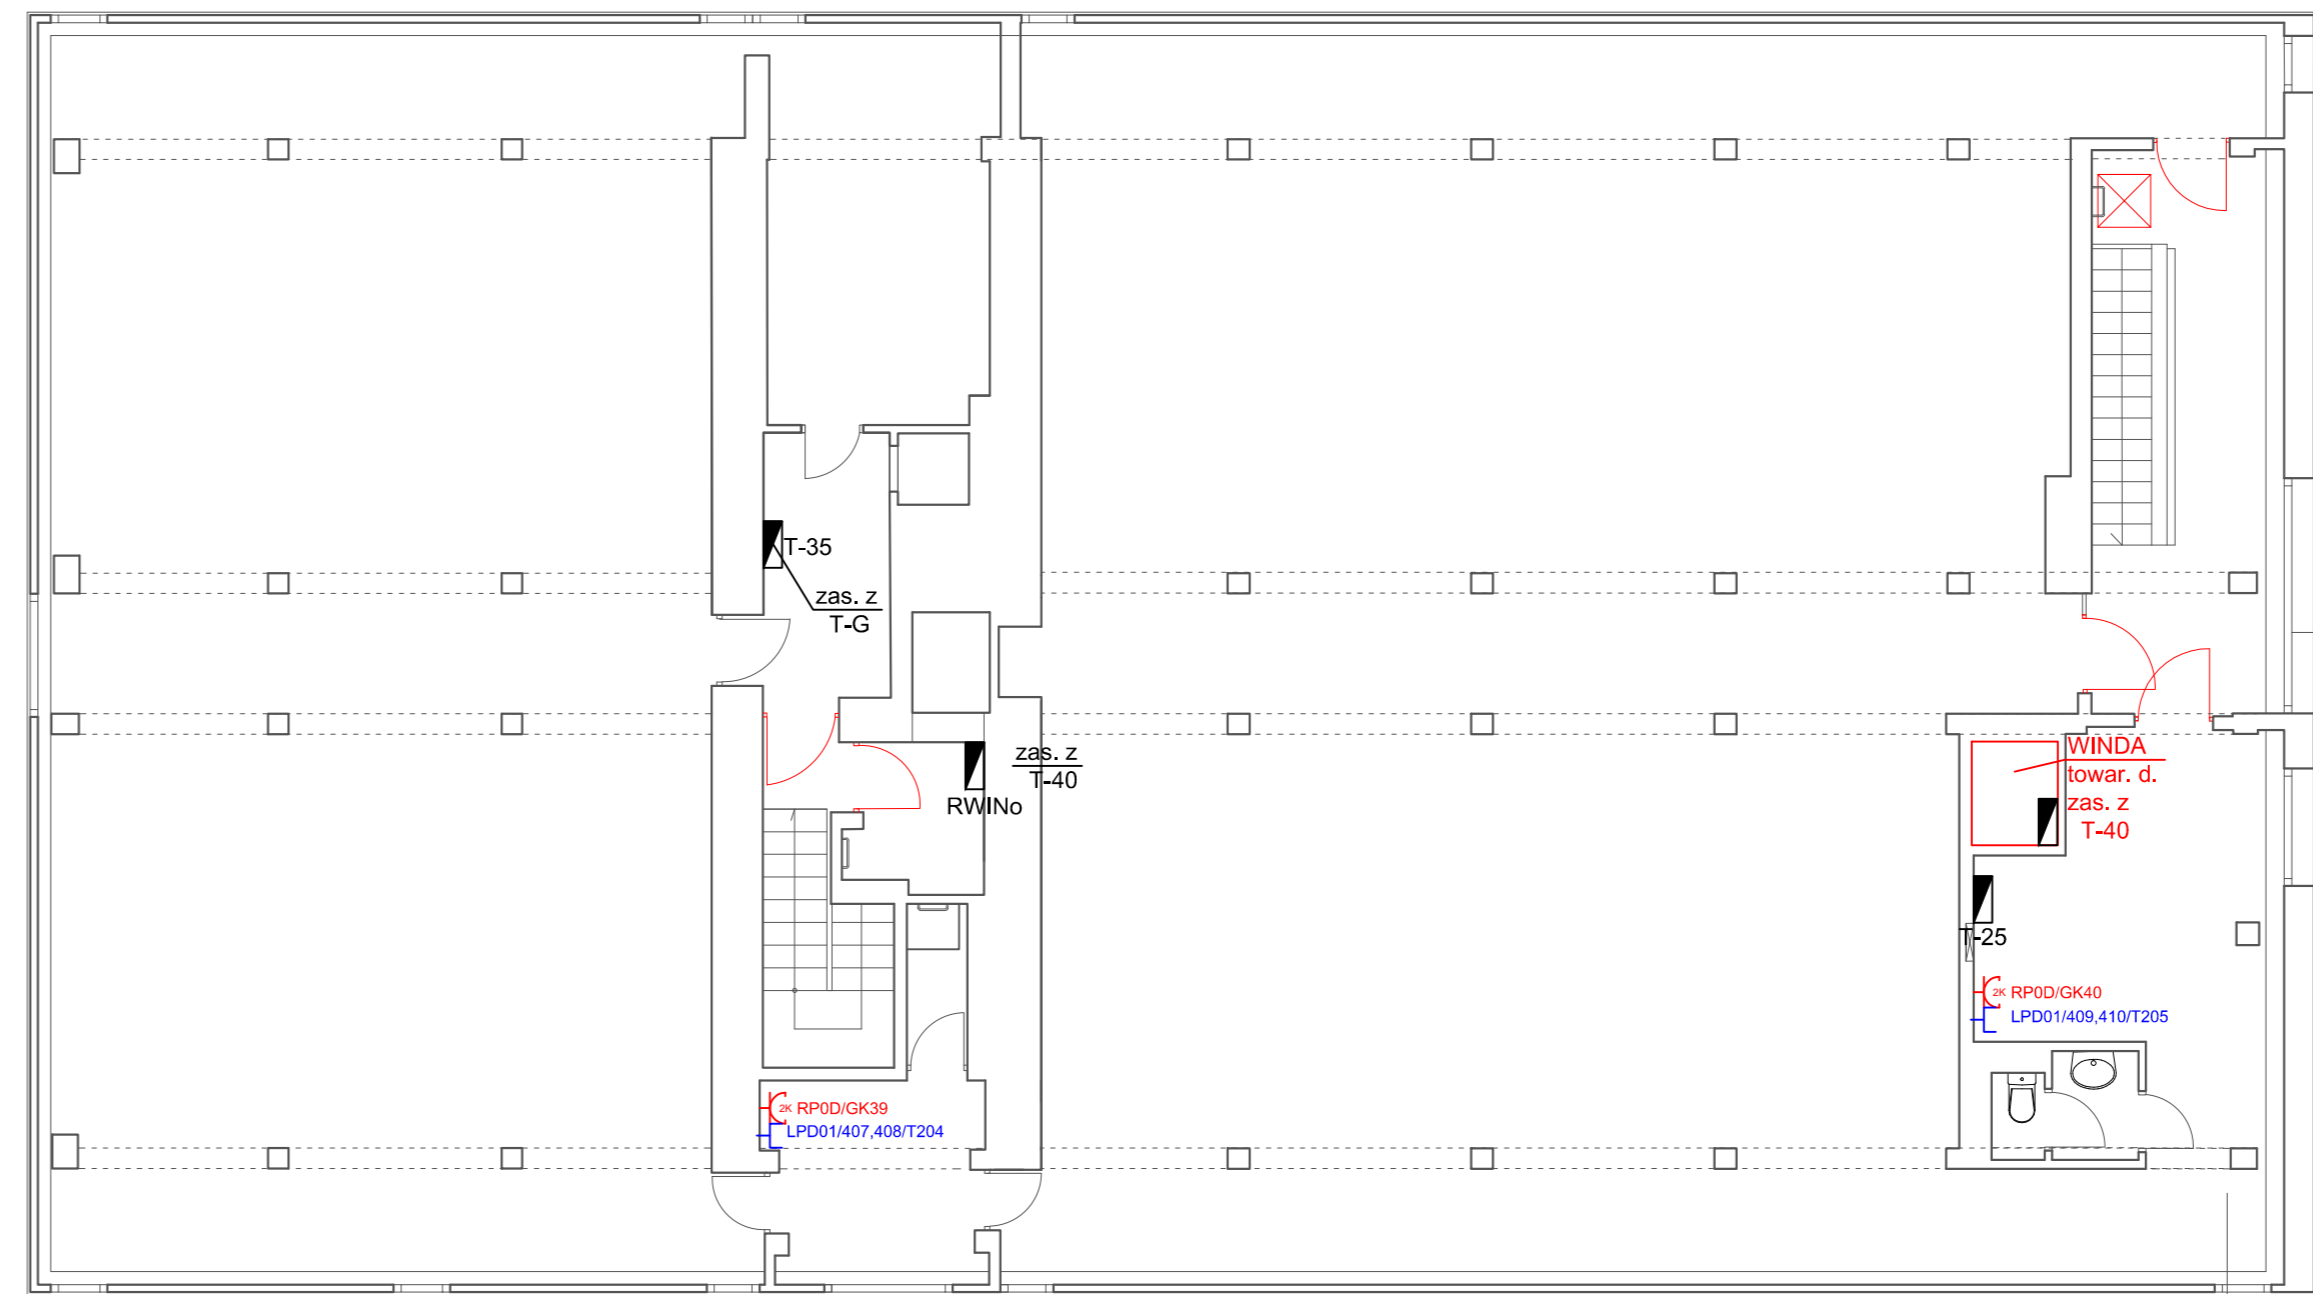 T-35
zas. z
T-G
zas. z
T-40
RWINo
WINDA
towar. d.
zas. z
T-40
T-25
2K RP0D/GK40
LPD01/409,410/T205
2K RP0D/GK39
LPD01/407,408/T204